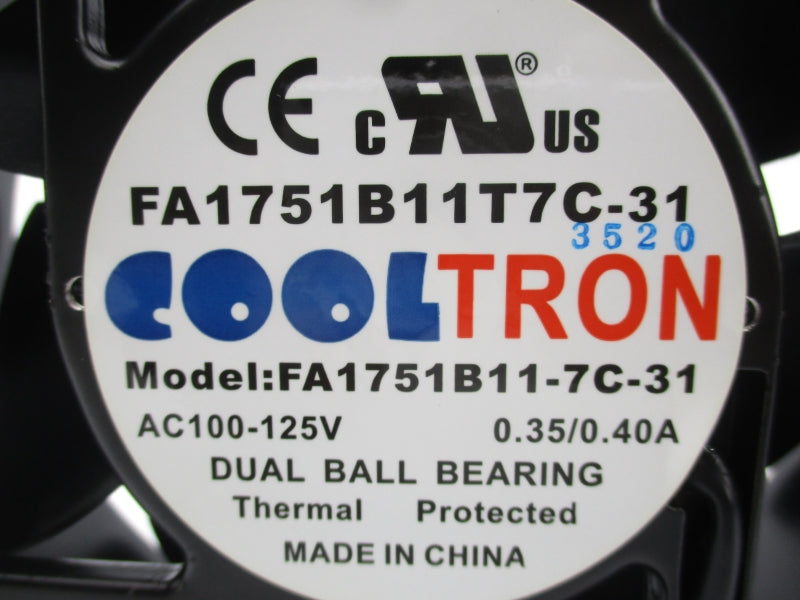 CE c RU ® US
FA1751B11T7C-31
3520
COOLTRON
Model:FA1751B11-7C-31
AC100-125V 0.35/0.40A
DUAL BALL BEARING
Thermal Protected
MADE IN CHINA